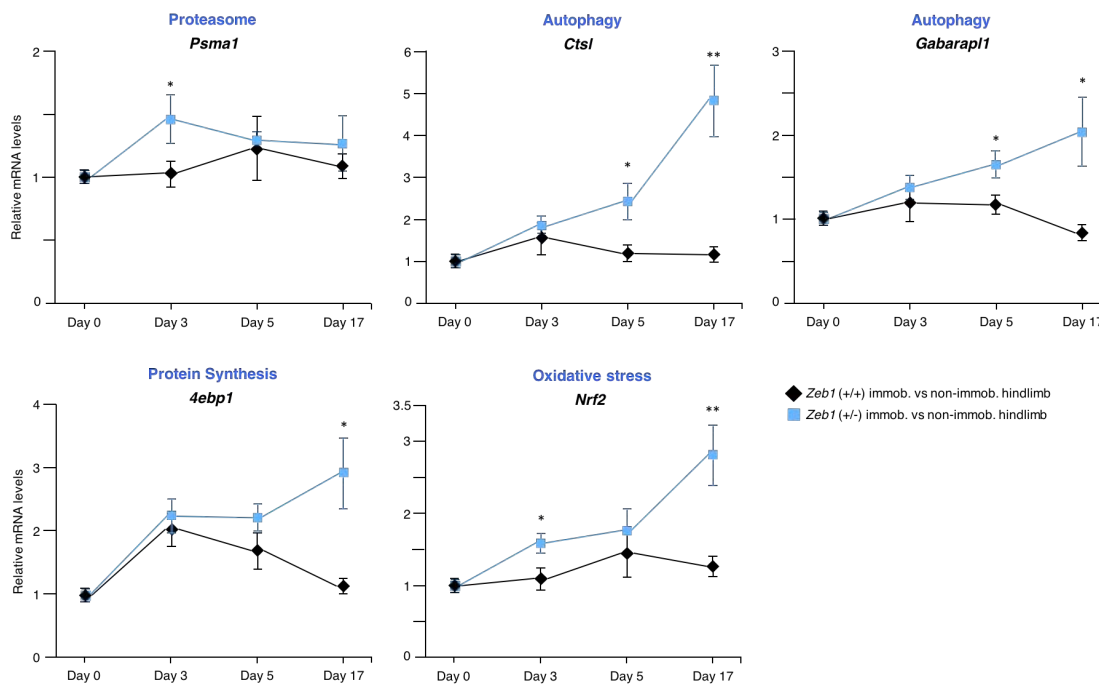 Proteasome
Psma1
Relative mRNA levels
2
1
0
*
Day 0 Day 3 Day 5 Day 17
Autophagy
Ctsl
6
5
4
3
2
1
0
*
**
Day 0 Day 3 Day 5 Day 17
Autophagy
Gabarapl1
3
2
1
0
*
*
Day 0 Day 3 Day 5 Day 17
Protein Synthesis
4ebp1
Relative mRNA levels
4
3
2
1
0
*
Day 0 Day 3 Day 5 Day 17
Oxidative stress
Nrf2
3.5
3
2
1
0
*
**
Day 0 Day 3 Day 5 Day 17
Zeb1 (+/+) immob. vs non-immob. hindlimb
Zeb1 (+/-) immob. vs non-immob. hindlimb